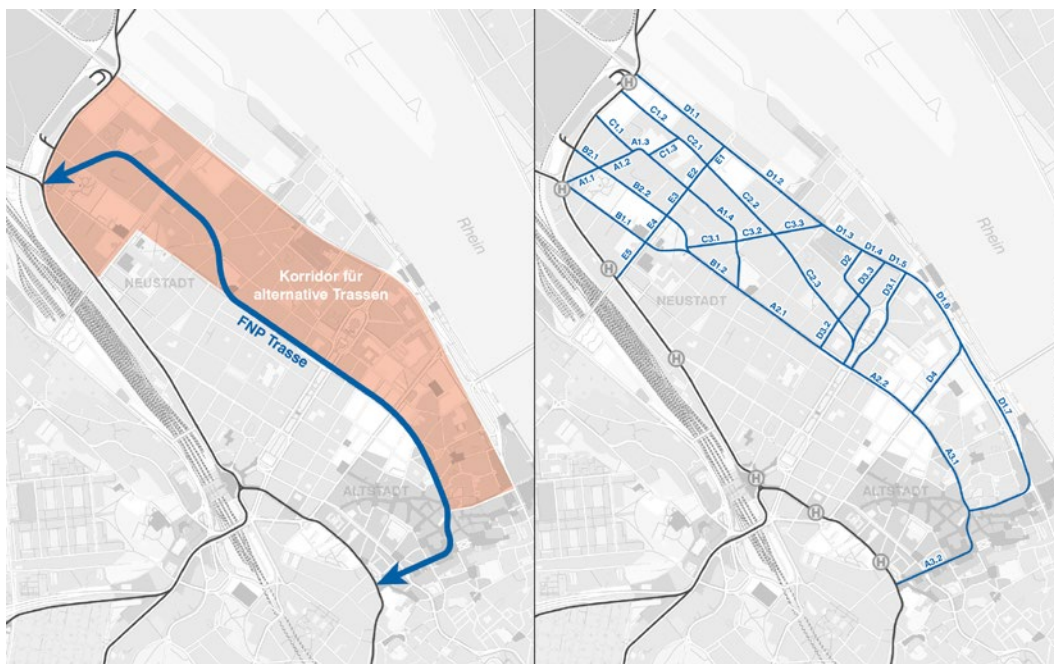 Rhein
NEUSTADT
Korridor für
alternative Trassen
FNP Trasse
ALTSTADT
H
D1.1
C1.2
C1.1
A1.3
C1.3
C2.1
E1
B2.1
A1.2
A1.1
E2
D1.2
Rhein
H
B2.2
E3
C2.2
B1.1
E4
A1.4
C3.3
C3.2
C3.1
D1.3
D1.4
D1.5
E5
H
B1.2
D2
D3.3
D3.1
C2.3
D1.6
NEUSTADT
A2.1
D3.2
H
A2.2
D4
D1.7
A3.1
H
ALTSTADT
H
H
A3.2